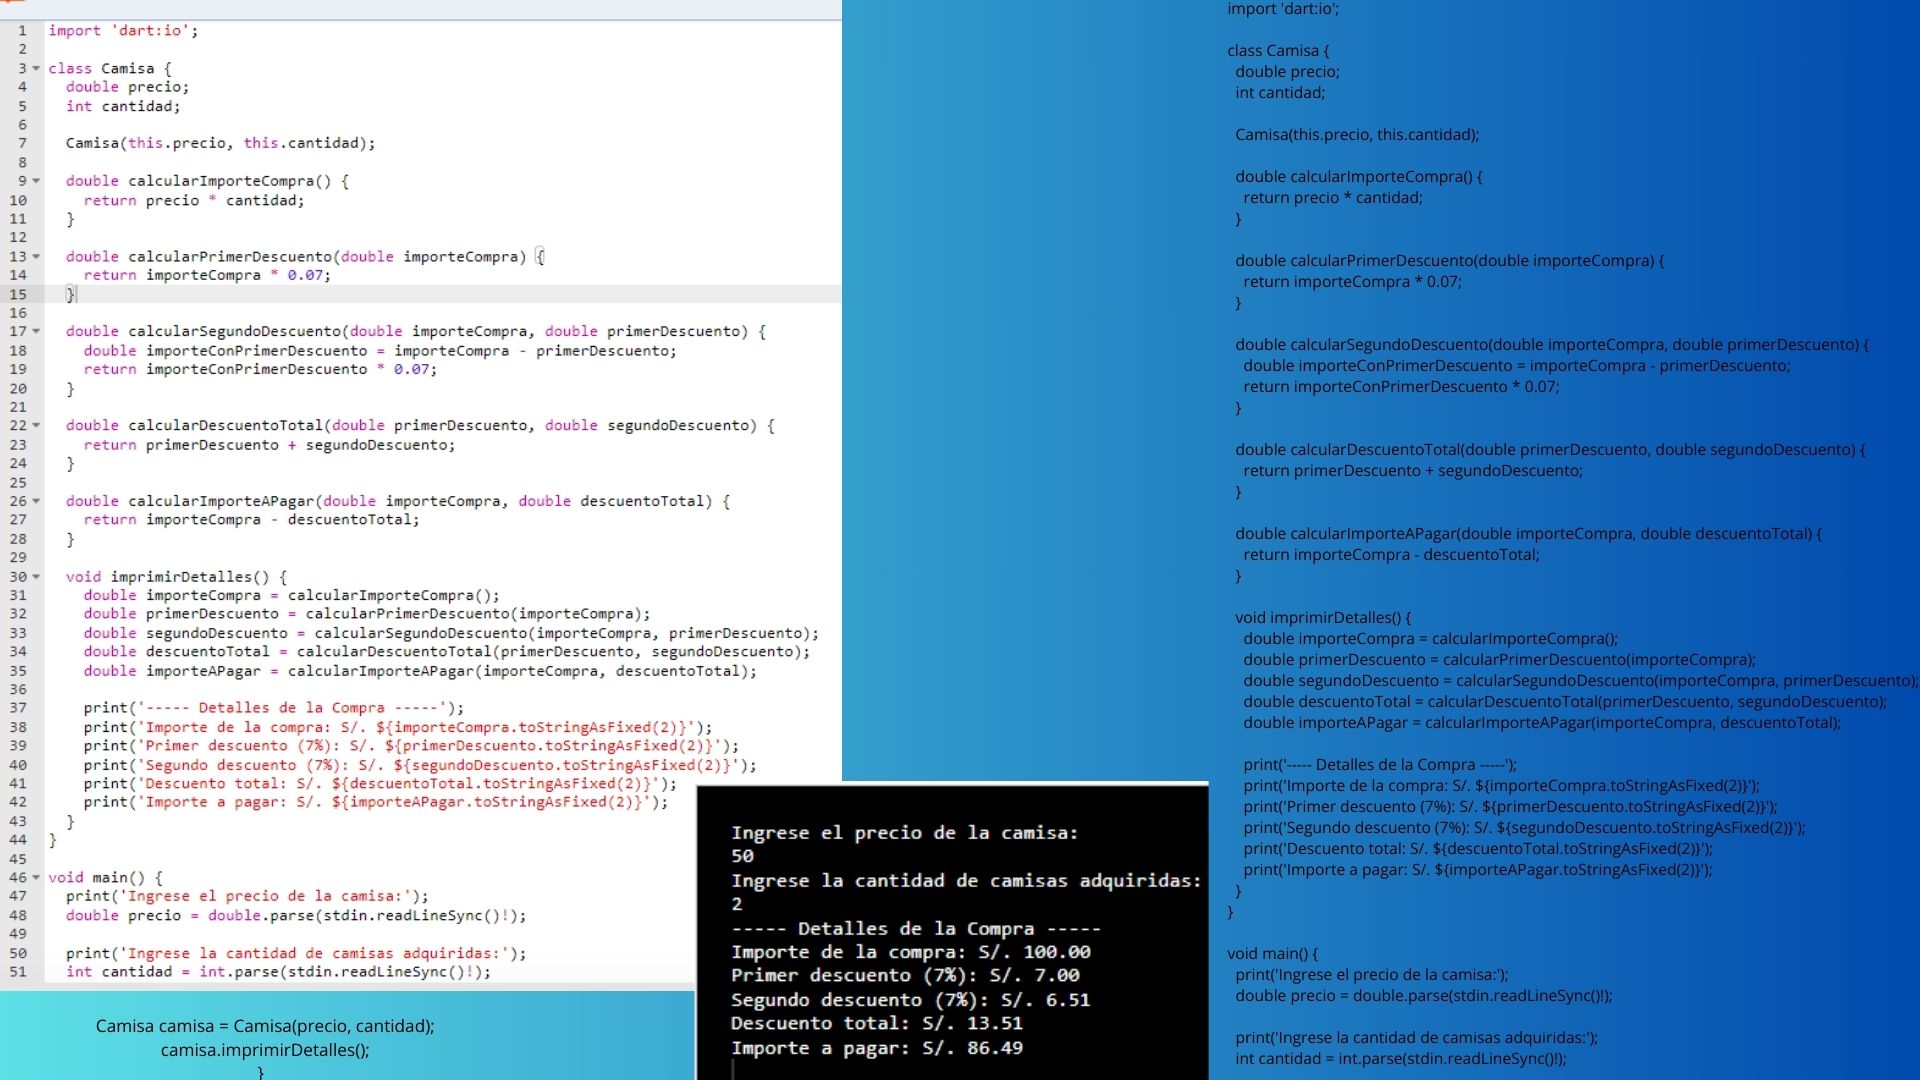 1 import 'dart:io';
2
3 class Camisa {
4   double precio;
5   int cantidad;
6
7   Camisa(this.precio, this.cantidad);
8
9   double calcularImporteCompra() {
10     return precio * cantidad;
11   }
12
13   double calcularPrimerDescuento(double importeCompra) {
14     return importeCompra * 0.07;
15   }
16
17   double calcularSegundoDescuento(double importeCompra, double primerDescuento) {
18     double importeConPrimerDescuento = importeCompra - primerDescuento;
19     return importeConPrimerDescuento * 0.07;
20   }
21
22   double calcularDescuentoTotal(double primerDescuento, double segundoDescuento) {
23     return primerDescuento + segundoDescuento;
24   }
25
26   double calcularImporteAPagar(double importeCompra, double descuentoTotal) {
27     return importeCompra - descuentoTotal;
28   }
29
30   void imprimirDetalles() {
31     double importeCompra = calcularImporteCompra();
32     double primerDescuento = calcularPrimerDescuento(importeCompra);
33     double segundoDescuento = calcularSegundoDescuento(importeCompra, primerDescuento);
34     double descuentoTotal = calcularDescuentoTotal(primerDescuento, segundoDescuento);
35     double importeAPagar = calcularImporteAPagar(importeCompra, descuentoTotal);
36
37     print('----- Detalles de la Compra -----');
38     print('Importe de la compra: S/. ${importeCompra.toStringAsFixed(2)}');
39     print('Primer descuento (7%): S/. ${primerDescuento.toStringAsFixed(2)}');
40     print('Segundo descuento (7%): S/. ${segundoDescuento.toStringAsFixed(2)}');
41     print('Descuento total: S/. ${descuentoTotal.toStringAsFixed(2)}');
42     print('Importe a pagar: S/. ${importeAPagar.toStringAsFixed(2)}');
43   }
44 }
45
46 void main() {
47   print('Ingrese el precio de la camisa:');
48   double precio = double.parse(stdin.readLineSync()!);
49
50   print('Ingrese la cantidad de camisas adquiridas:');
51   int cantidad = int.parse(stdin.readLineSync()!);
Camisa camisa = Camisa(precio, cantidad);
camisa.imprimirDetalles();
}
Ingrese el precio de la camisa:
50
Ingrese la cantidad de camisas adquiridas:
2
----- Detalles de la Compra -----
Importe de la compra: S/. 100.00
Primer descuento (7%): S/. 7.00
Segundo descuento (7%): S/. 6.51
Descuento total: S/. 13.51
Importe a pagar: S/. 86.49
import 'dart:io';
class Camisa {
double precio;
int cantidad;
Camisa(this.precio, this.cantidad);
double calcularImporteCompra() {
return precio * cantidad;
}
double calcularPrimerDescuento(double importeCompra) {
return importeCompra * 0.07;
}
double calcularSegundoDescuento(double importeCompra, double primerDescuento) {
double importeConPrimerDescuento = importeCompra - primerDescuento;
return importeConPrimerDescuento * 0.07;
}
double calcularDescuentoTotal(double primerDescuento, double segundoDescuento) {
return primerDescuento + segundoDescuento;
}
double calcularImporteAPagar(double importeCompra, double descuentoTotal) {
return importeCompra - descuentoTotal;
}
void imprimirDetalles() {
double importeCompra = calcularImporteCompra();
double primerDescuento = calcularPrimerDescuento(importeCompra);
double segundoDescuento = calcularSegundoDescuento(importeCompra, primerDescuento);
double descuentoTotal = calcularDescuentoTotal(primerDescuento, segundoDescuento);
double importeAPagar = calcularImporteAPagar(importeCompra, descuentoTotal);
print('----- Detalles de la Compra -----');
print('Importe de la compra: S/. ${importeCompra.toStringAsFixed(2)}');
print('Primer descuento (7%): S/. ${primerDescuento.toStringAsFixed(2)}');
print('Segundo descuento (7%): S/. ${segundoDescuento.toStringAsFixed(2)}');
print('Descuento total: S/. ${descuentoTotal.toStringAsFixed(2)}');
print('Importe a pagar: S/. ${importeAPagar.toStringAsFixed(2)}');
}
}
void main() {
print('Ingrese el precio de la camisa:');
double precio = double.parse(stdin.readLineSync()!);
print('Ingrese la cantidad de camisas adquiridas:');
int cantidad = int.parse(stdin.readLineSync()!);